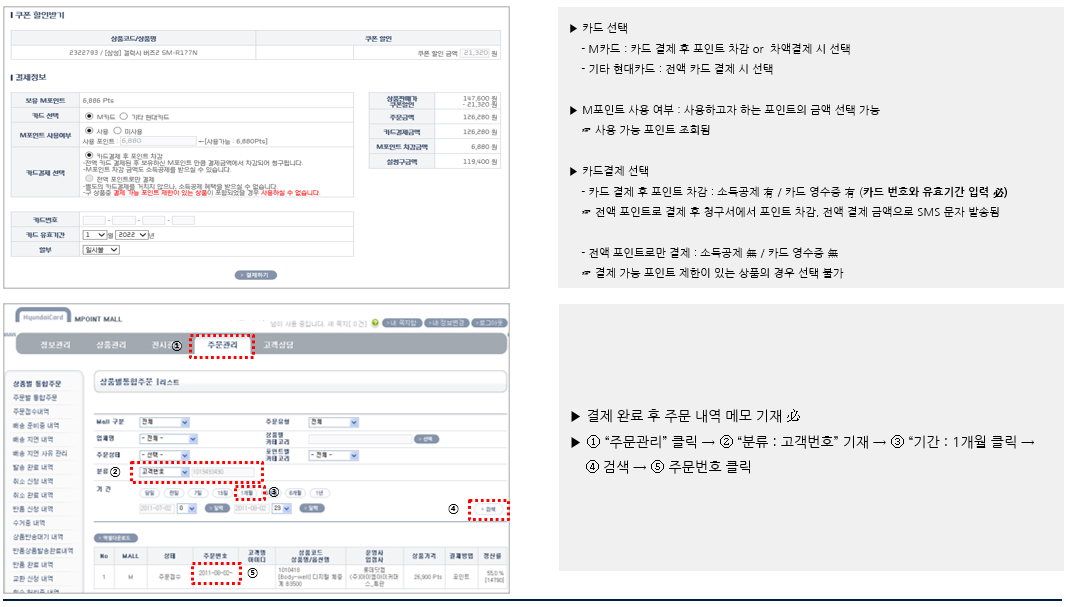 쿠폰 할인받기
상품코드/상품명 쿠폰 할인
2322793 / [삼성] 갤럭시 버즈2 SM-R177N 쿠폰 할인 금액 21,320 원
결제정보
보유 M포인트 6,886 Pts
카드 선택 M카드 기타 현대카드
M포인트 사용여부 사용 미사용
사용 포인트 : 6,880 ←[사용가능 : 6,880Pts]
카드결제 선택 카드결제 후 포인트 차감
-전액 카드 결제된 후 보유하신 M포인트 만큼 결제금액에서 차감되어 청구됩니다.
-M포인트 차감 금액도 소득공제를 받으실 수 있습니다.
전액 포인트로만 결제
-별도의 카드결제를 거치지 않으나, 소득공제 혜택을 받으실 수 없습니다.
-구 상품중 결제 가능 포인트 제한이 있는 상품이 포함되었을 경우 사용하실 수 없습니다.
상품판매가 147,600 원
쿠폰할인 - 21,320 원
주문금액 126,280 원
카드결제금액 126,280 원
M포인트 차감금액 6,880 원
실청구금액 119,400 원
카드번호 - - -
카드 유효기간 1 월 2022 년
할부 일시불
결제하기
▶ 카드 선택
- M카드 : 카드 결제 후 포인트 차감 or 차액결제 시 선택
- 기타 현대카드 : 전액 카드 결제 시 선택
▶ M포인트 사용 여부 : 사용하고자 하는 포인트의 금액 선택 가능
☞ 사용 가능 포인트 조회됨
▶ 카드결제 선택
- 카드 결제 후 포인트 차감 : 소득공제 有 / 카드 영수증 有 (카드 번호와 유효기간 입력 必)
☞ 전액 포인트로 결제 후 청구서에서 포인트 차감, 전액 결제 금액으로 SMS 문자 발송됨
- 전액 포인트로만 결제 : 소득공제 無 / 카드 영수증 無
☞ 결제 가능 포인트 제한이 있는 상품의 경우 선택 불가
HyundaiCard MPOINT MALL
님이 사용 중입니다. 새 쪽지[ 0 건] 내 쪽지함 내 정보변경 로그아웃
정보관리 상품관리 전시 ① 주문관리 고객상담
상품별 통합주문
주문별 통합주문
주문접수내역
배송 준비중 내역
배송 지연 내역
배송 지연 사유 관리
발송 완료 내역
취소 신청 내역
취소 완료 내역
반품 신청 내역
수거중 내역
상품반송대기 내역
반품상품발송완료내역
반품 완료 내역
교환 신청 내역
상품별통합주문 리스트
Mall 구분 전체 주문유형 전체
업체명 - 전체 - 상품별 카테고리 선택
주문상태 - 선택 - 포인트별 카테고리 - 전체 -
분류 ② 고객번호 1019453430
기 간 당일 전일 7일 15일 1개월 ③ 6개월 1년
2011-07-02 0 달력 2011-08-02 23 달력
④ 검색
엑셀다운로드
No MALL 상태 주문번호 고객명 아이디 상품코드 상품명/옵션명 운영사 입점사 상품가격 결제방법 정산율
1 M 주문접수 2011-08-02- ⑤ 1010418 [Body-well] 디지털 체중계 83500 롯데닷컴 (주)아이엘아이커머스_특판 28,900 Pts 포인트 55.0 % [14790]
▶ 결제 완료 후 주문 내역 메모 기재 必
▶ ① “주문관리” 클릭 → ② “분류 : 고객번호” 기재 → ③ “기간 : 1개월 클릭 →
④ 검색 → ⑤ 주문번호 클릭